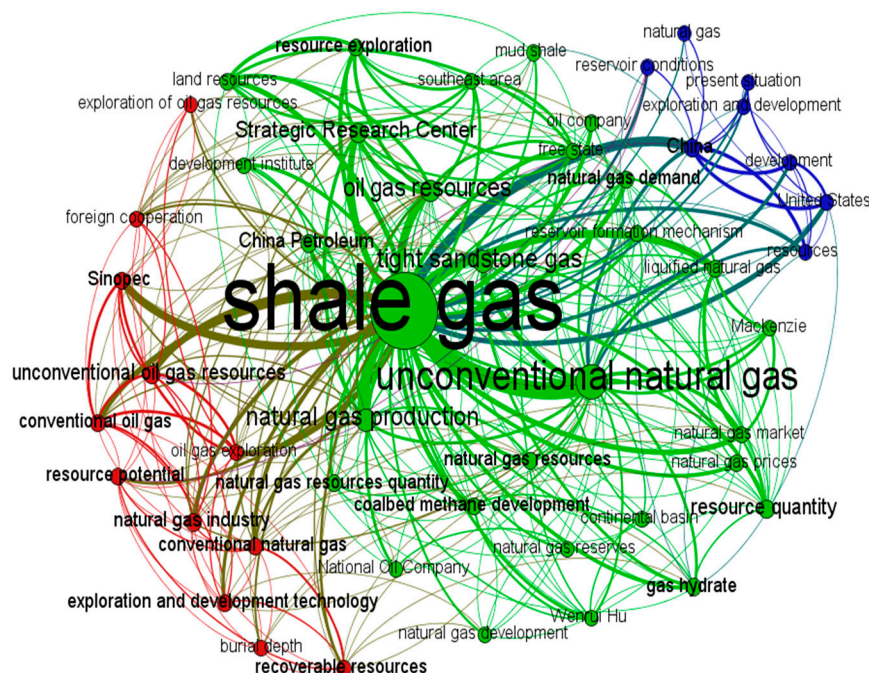 natural gas
resource exploration
mud shale
reservoir conditions
land resources
southeast area
present situation
exploration of oil gas resources
exploration and development
Strategic Research Center
oil company
China
free state
development institute
development
oil gas resources
natural gas demand
United States
foreign cooperation
reservoir formation mechanism
China Petroleum
resources
tight sandstone gas
liquified natural gas
Sinopec
shale gas
Mackenzie
unconventional oil gas resources
unconventional natural gas
conventional oil gas
natural gas production
natural gas market
oil gas exploration
natural gas resources
natural gas prices
resource potential
natural gas resources quantity
coalbed methane development
resource quantity
natural gas industry
continental basin
conventional natural gas
natural gas reserves
National Oil Company
gas hydrate
exploration and development technology
Wenrui Hu
natural gas development
burial depth
recoverable resources